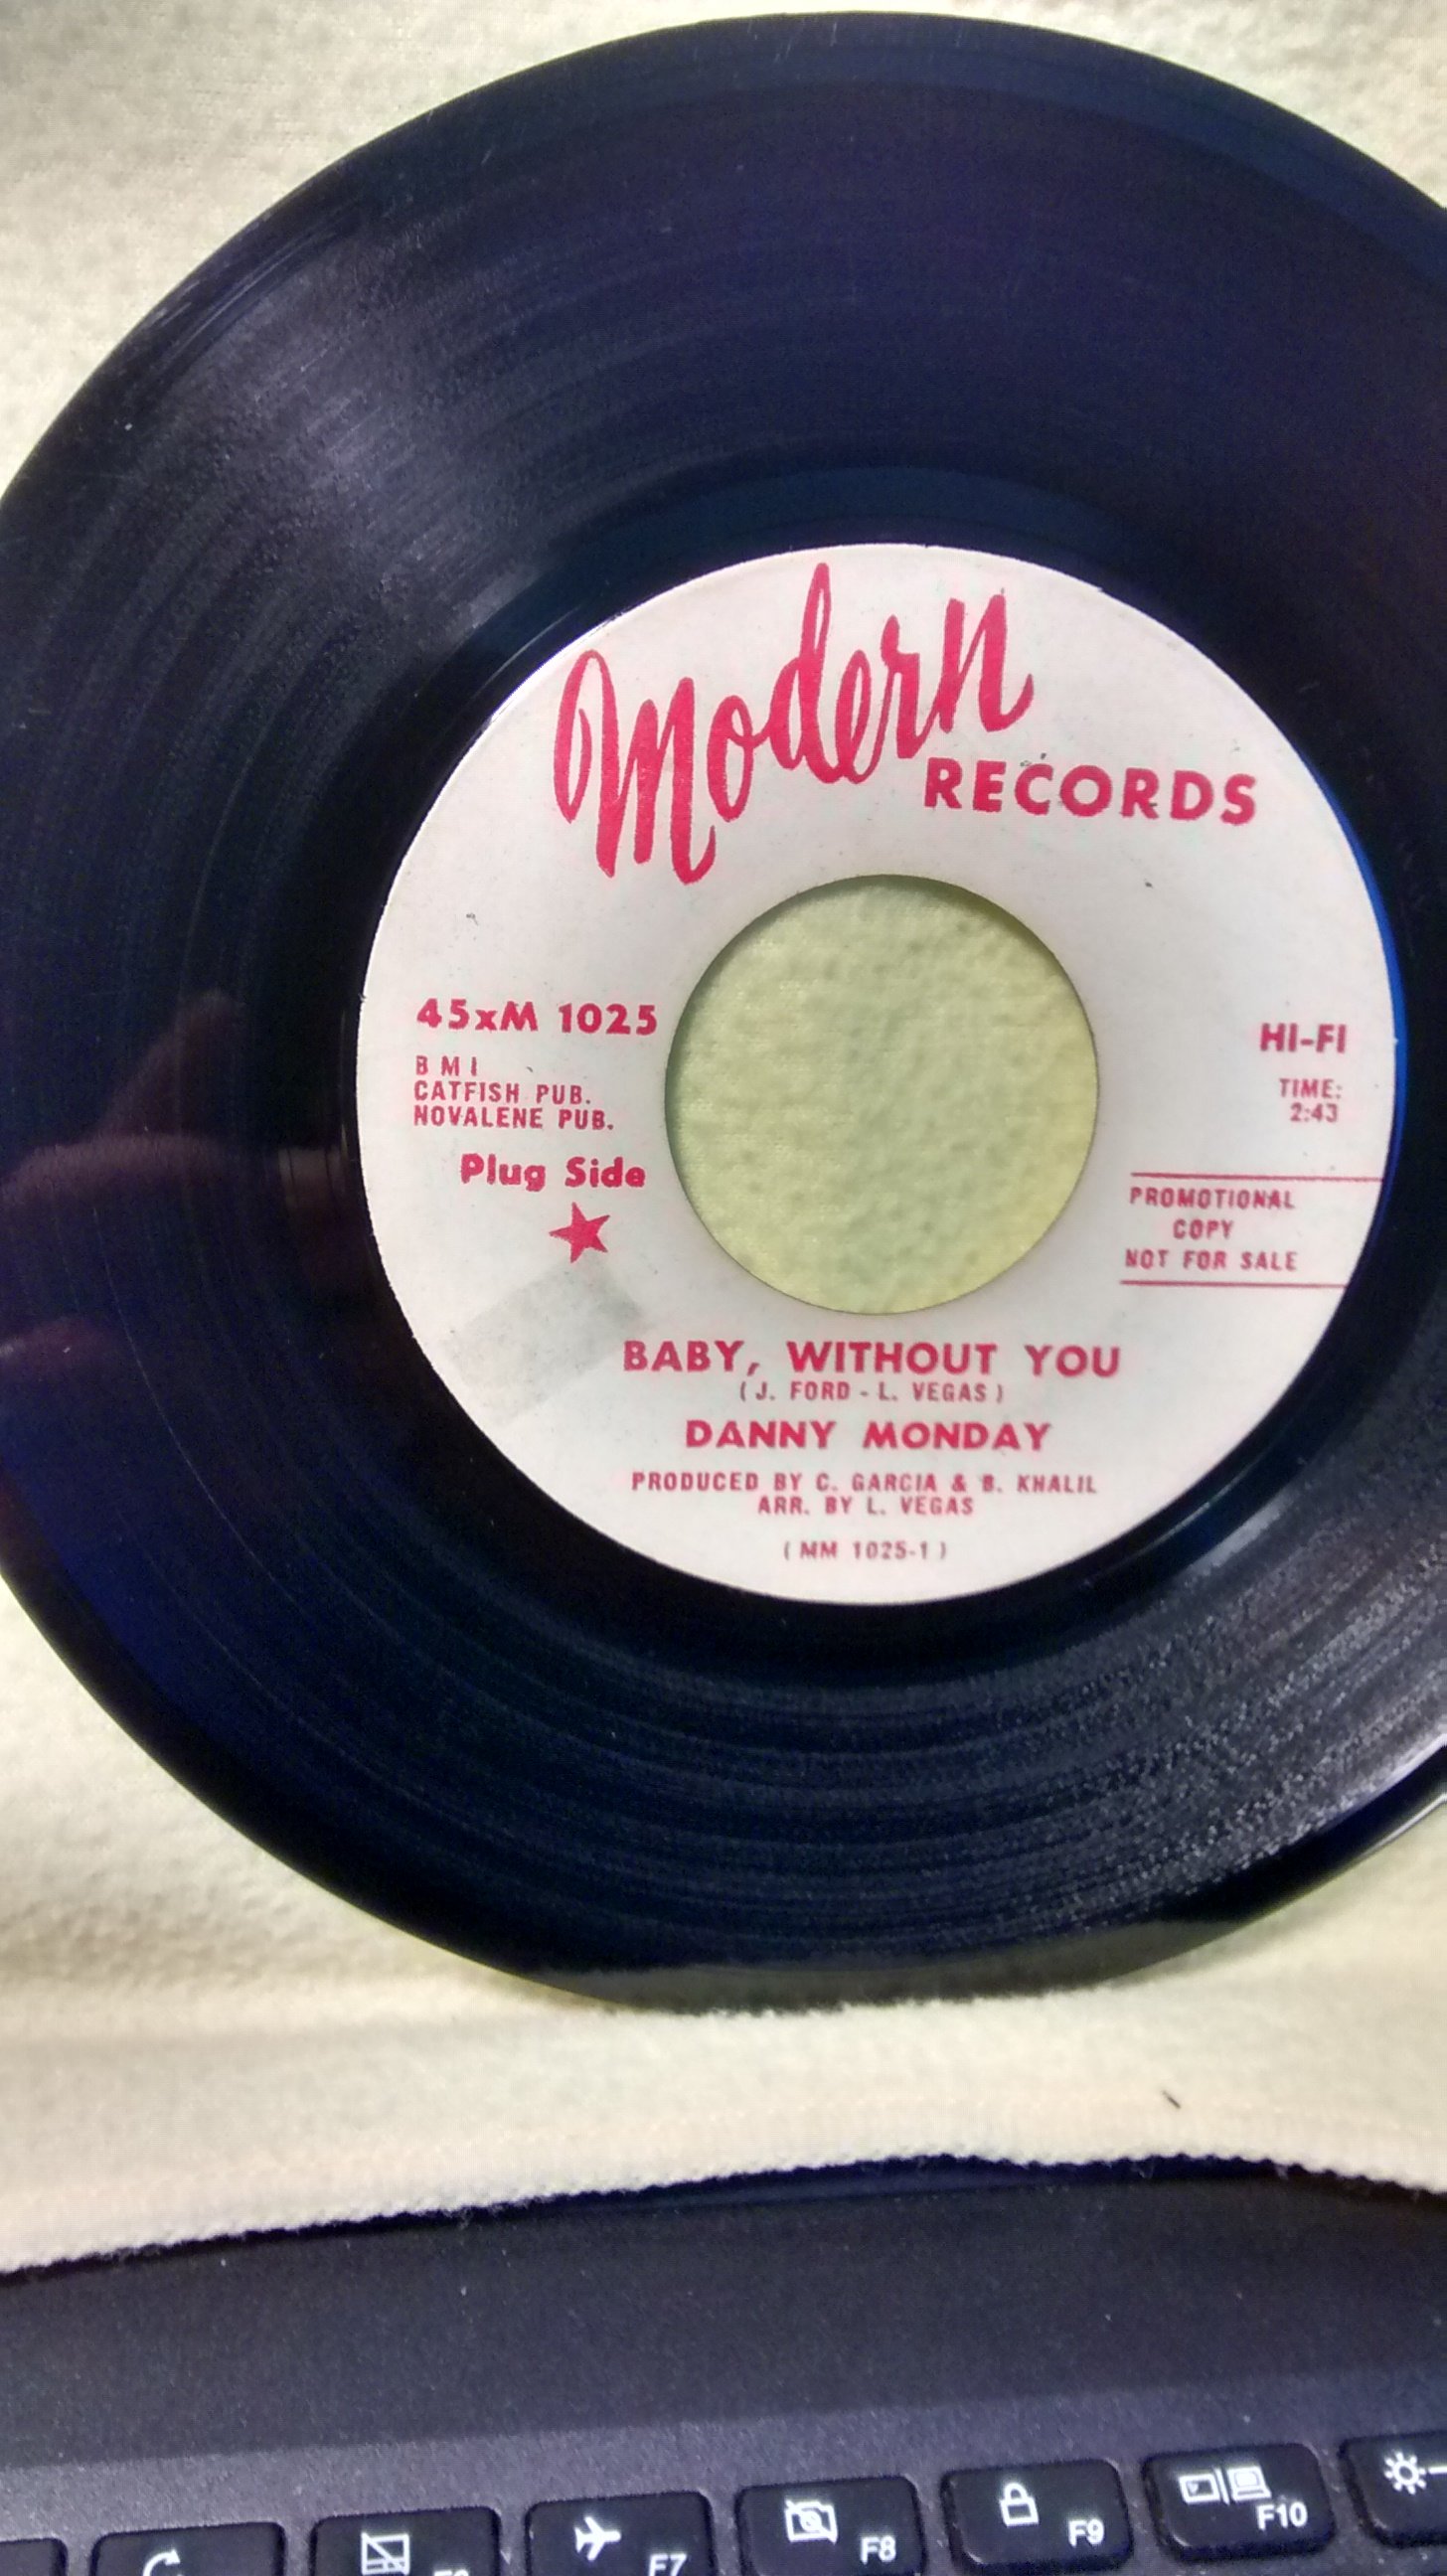 Modern
RECORDS
45xM 1025
B M I
CATFISH PUB.
NOVALENE PUB.
Plug Side
HI-FI
TIME:
2:43
PROMOTIONAL
COPY
NOT FOR SALE
BABY, WITHOUT YOU
( J. FORD - L. VEGAS )
DANNY MONDAY
PRODUCED BY C. GARCIA & B. KHALIL
ARR. BY L. VEGAS
( MM 1025-1 )
F7 F8 F9 F10